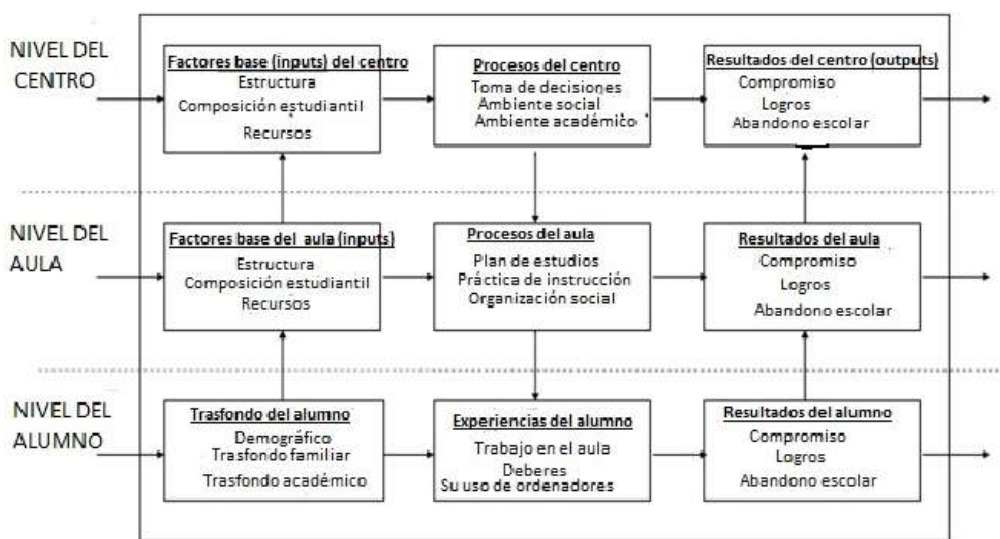 NIVEL DEL
CENTRO
Factores base (inputs) del centro
Estructura
Composición estudiantil
Recursos
Procesos del centro
Toma de decisiones
Ambiente social
Ambiente académico
Resultados del centro (outputs)
Compromiso
Logros
Abandono escolar
NIVEL DEL
AULA
Factores base del aula (inputs)
Estructura
Composición estudiantil
Recursos
Procesos del aula
Plan de estudios
Práctica de instrucción
Organización social
Resultados del aula
Compromiso
Logros
Abandono escolar
NIVEL DEL
ALUMNO
Trasfondo del alumno
Demográfico
Trasfondo familiar
Trasfondo académico
Experiencias del alumno
Trabajo en el aula
Deberes
Su uso de ordenadores
Resultados del alumno
Compromiso
Logros
Abandono escolar